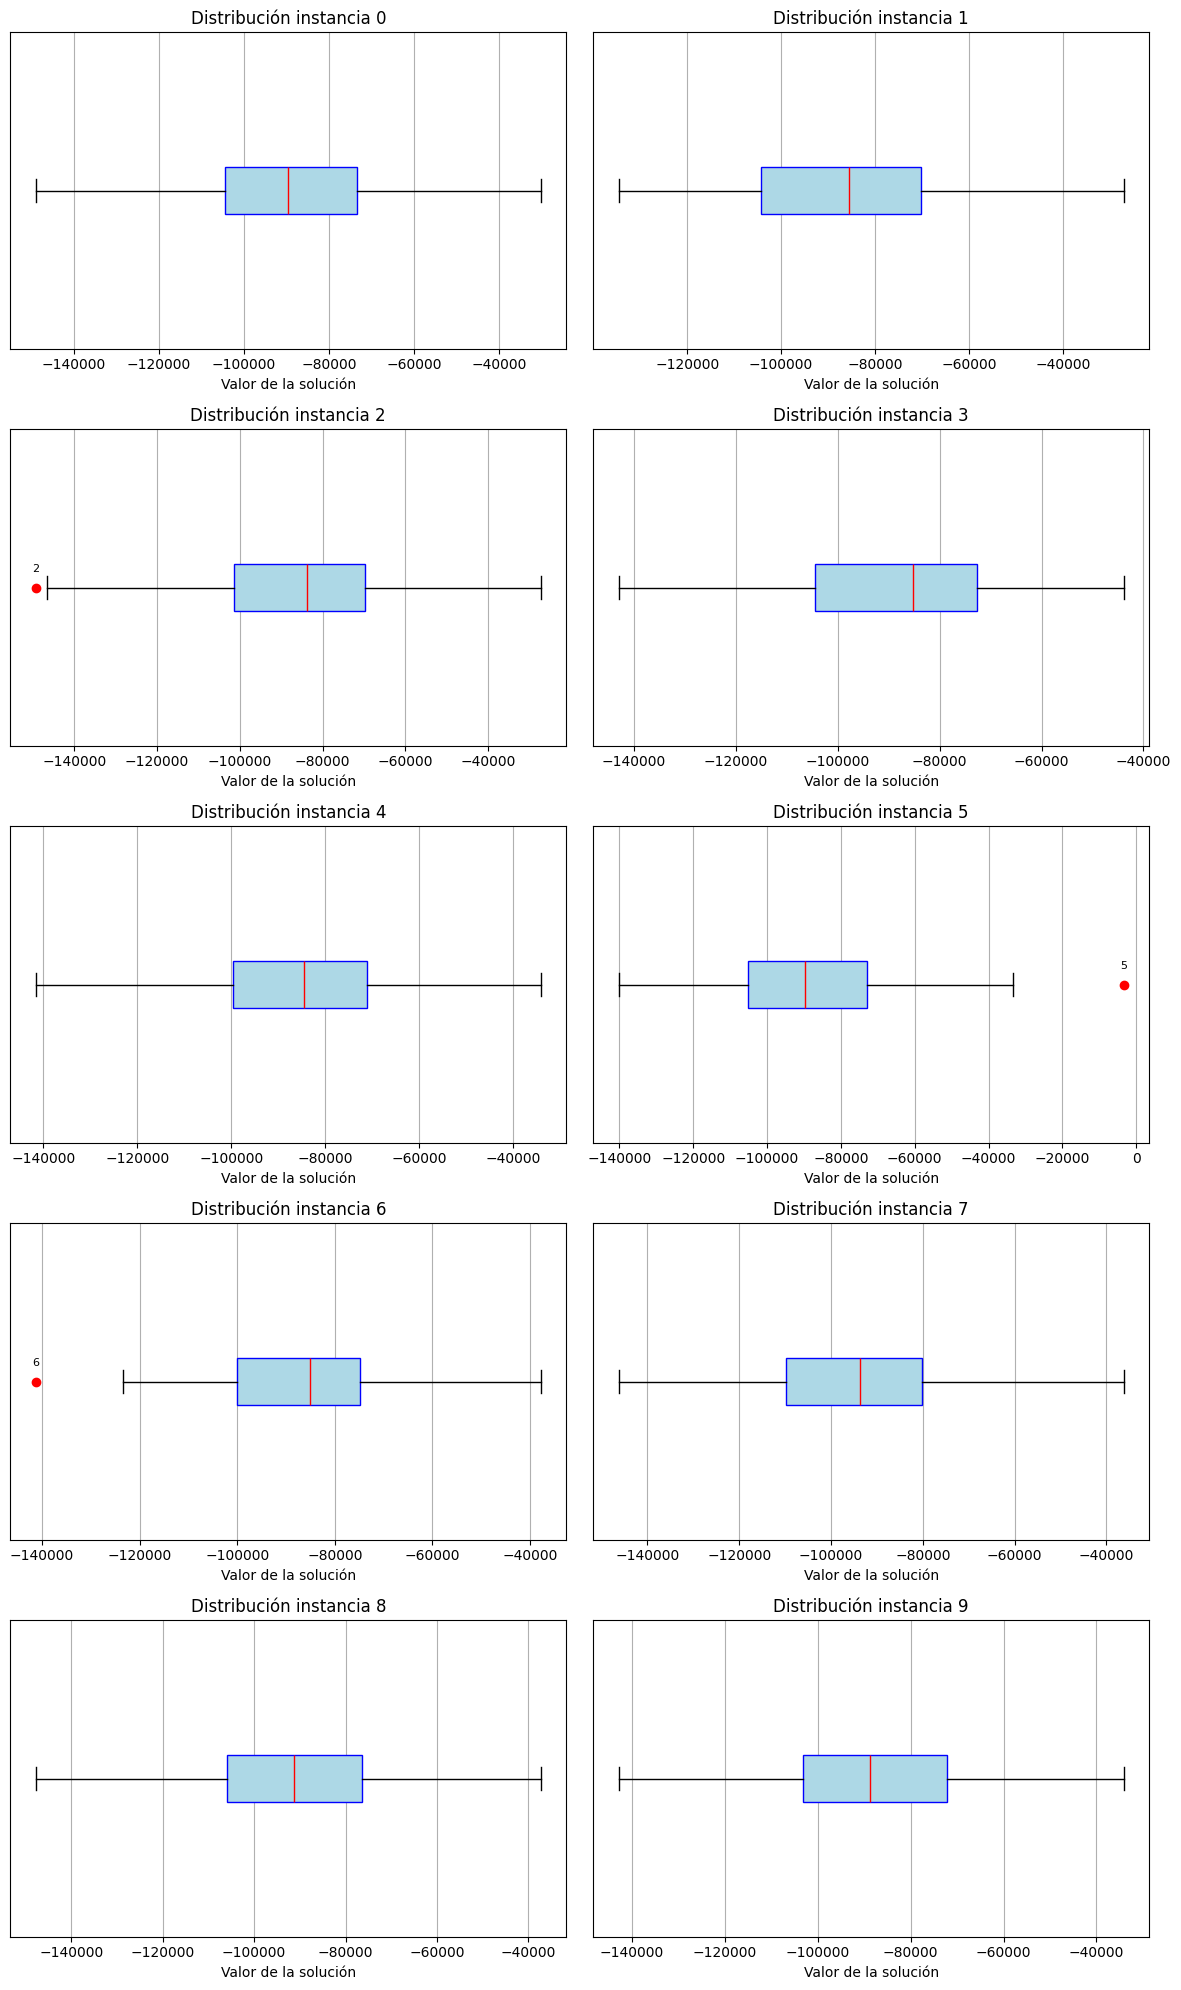 Distribución instancia 0
−140000 −120000 −100000 −80000 −60000 −40000
Valor de la solución
Distribución instancia 1
−120000 −100000 −80000 −60000 −40000
Valor de la solución
Distribución instancia 2
2
−140000 −120000 −100000 −80000 −60000 −40000
Valor de la solución
Distribución instancia 3
−140000 −120000 −100000 −80000 −60000 −40000
Valor de la solución
Distribución instancia 4
−140000 −120000 −100000 −80000 −60000 −40000
Valor de la solución
Distribución instancia 5
5
−140000 −120000 −100000 −80000 −60000 −40000 −20000 0
Valor de la solución
Distribución instancia 6
6
−140000 −120000 −100000 −80000 −60000 −40000
Valor de la solución
Distribución instancia 7
−140000 −120000 −100000 −80000 −60000 −40000
Valor de la solución
Distribución instancia 8
−140000 −120000 −100000 −80000 −60000 −40000
Valor de la solución
Distribución instancia 9
−140000 −120000 −100000 −80000 −60000 −40000
Valor de la solución